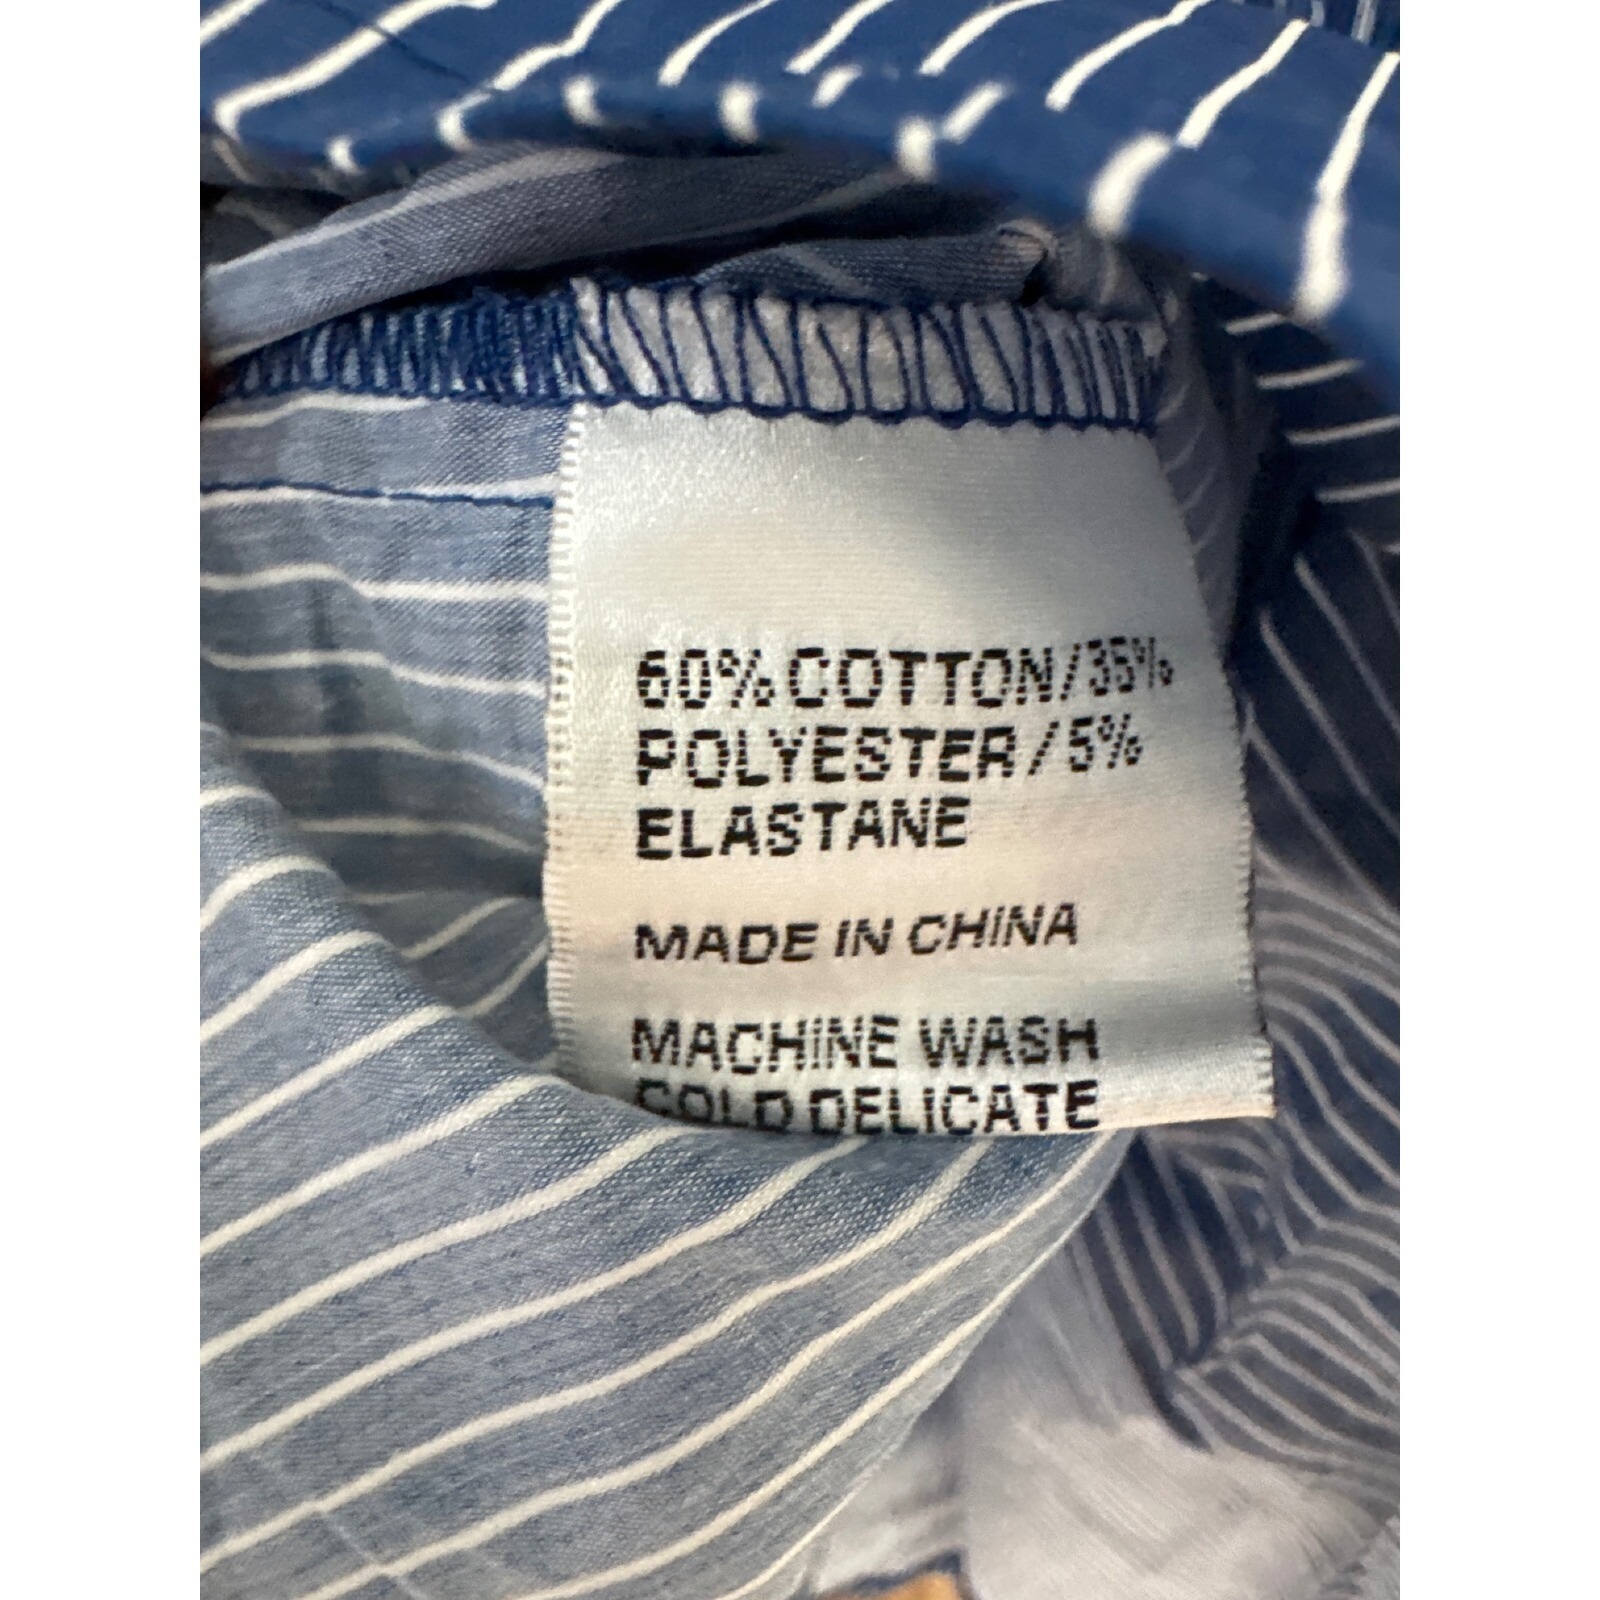 60% COTTON/35%
POLYESTER/5%
ELASTANE
MADE IN CHINA
MACHINE WASH
COLD DELICATE